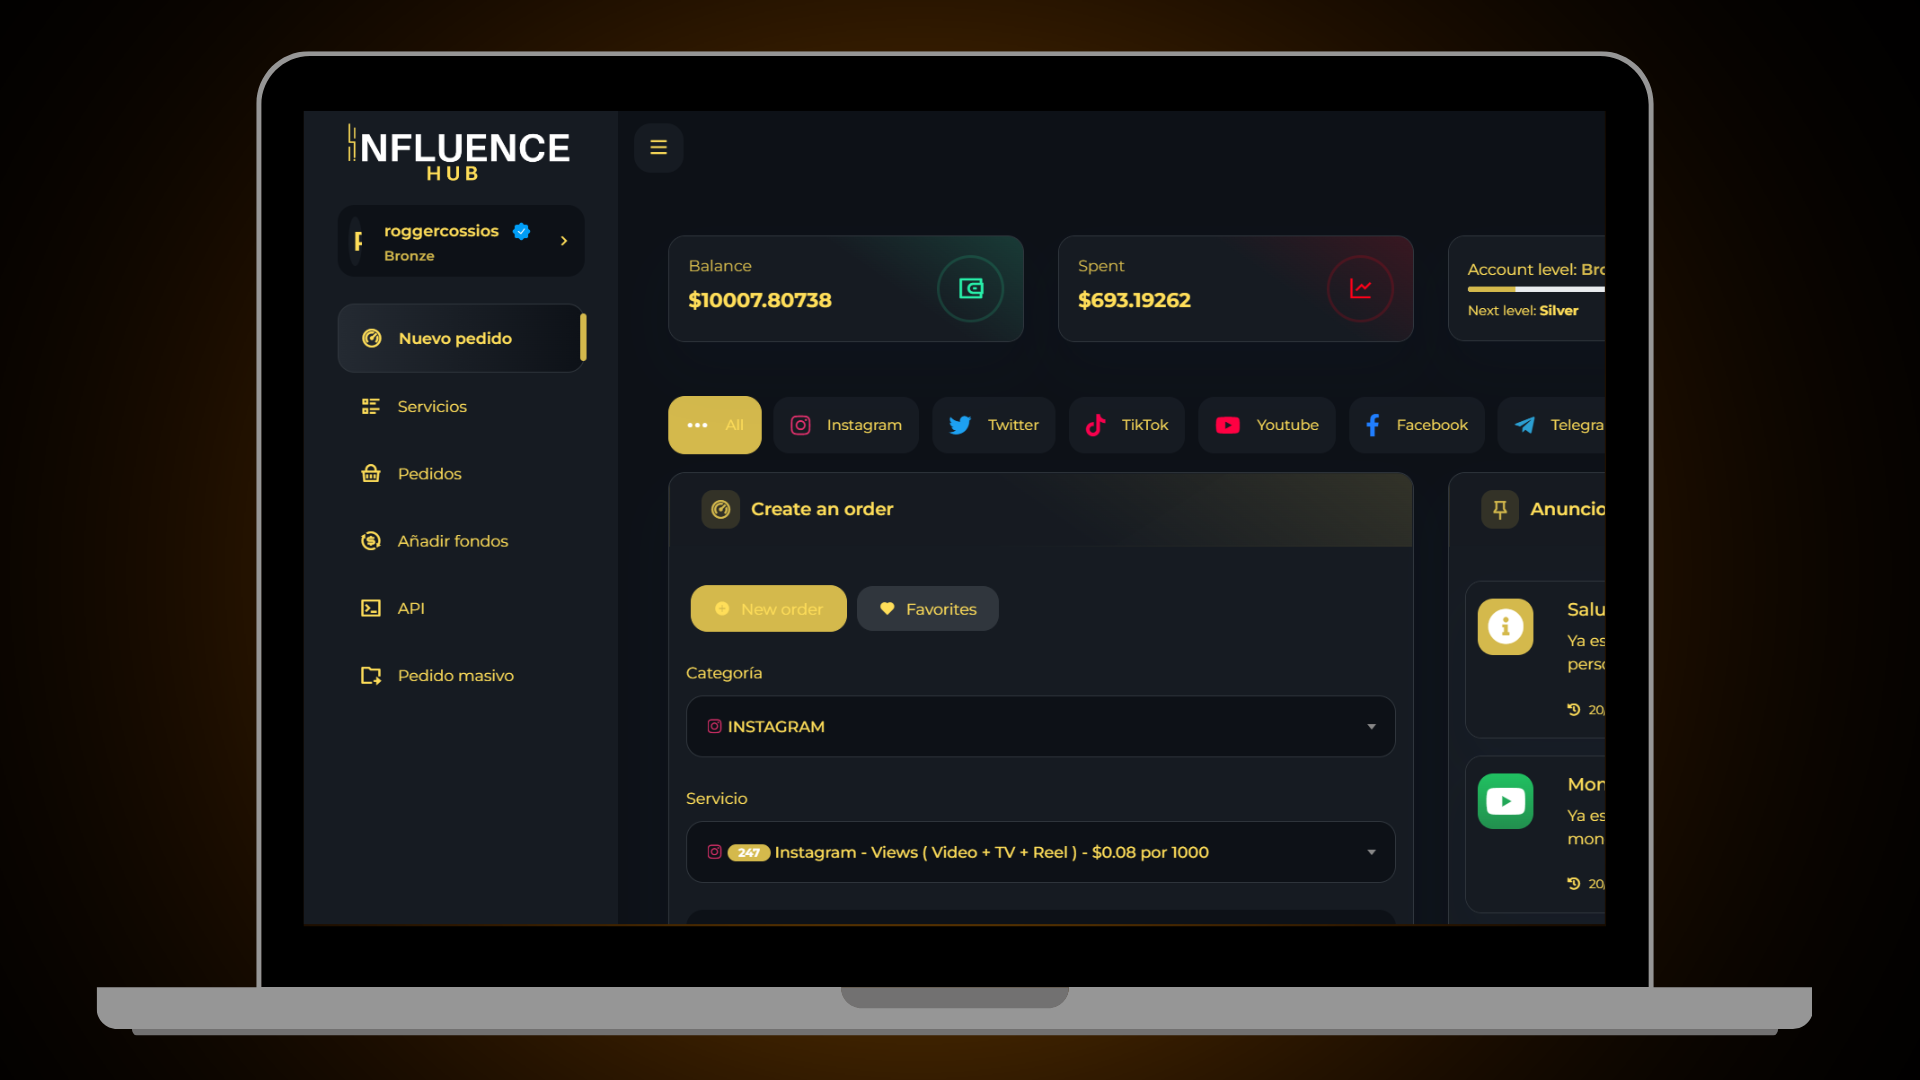 INFLUENCE
HUB
roggercossios
Bronze
Nuevo pedido
Servicios
Pedidos
Añadir fondos
API
Pedido masivo
Balance
$10007.80738
Spent
$693.19262
Account level: Bro
Next level: Silver
All
Instagram
Twitter
TikTok
Youtube
Facebook
Telegra
Create an order
New order
Favorites
Categoría
INSTAGRAM
Servicio
247 Instagram - Views ( Video + TV + Reel ) - $0.08 por 1000
Anuncio
Salu
Ya es
perso
20
Mon
Ya es
mon
20